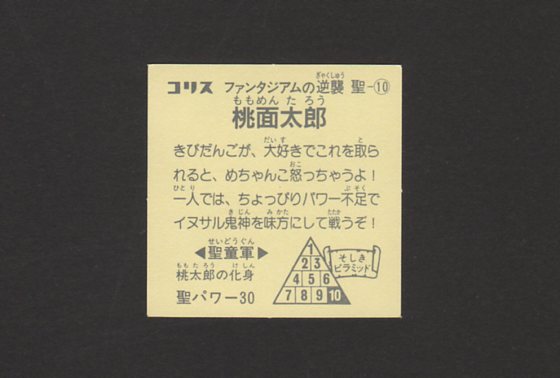 コリス ファンタジアムの逆襲 聖-⑩
ぎゃくしゅう
ももめん たろう
桃面太郎
だいす と
きびだんごが、大好きでこれを取ら
おこ
れると、めちゃんこ怒っちゃうよ!
ひとり ぶそく
一人では、ちょっぴりパワー不足で
きじん みかた たたか
イヌサル鬼神を味方にして戦うぞ!
せいどうぐん
◀聖童軍▶
ももたろう けしん
桃太郎の化身
聖パワー30
1
2 3
4 5 6
7 8 9 10
そしき
ピラミッド